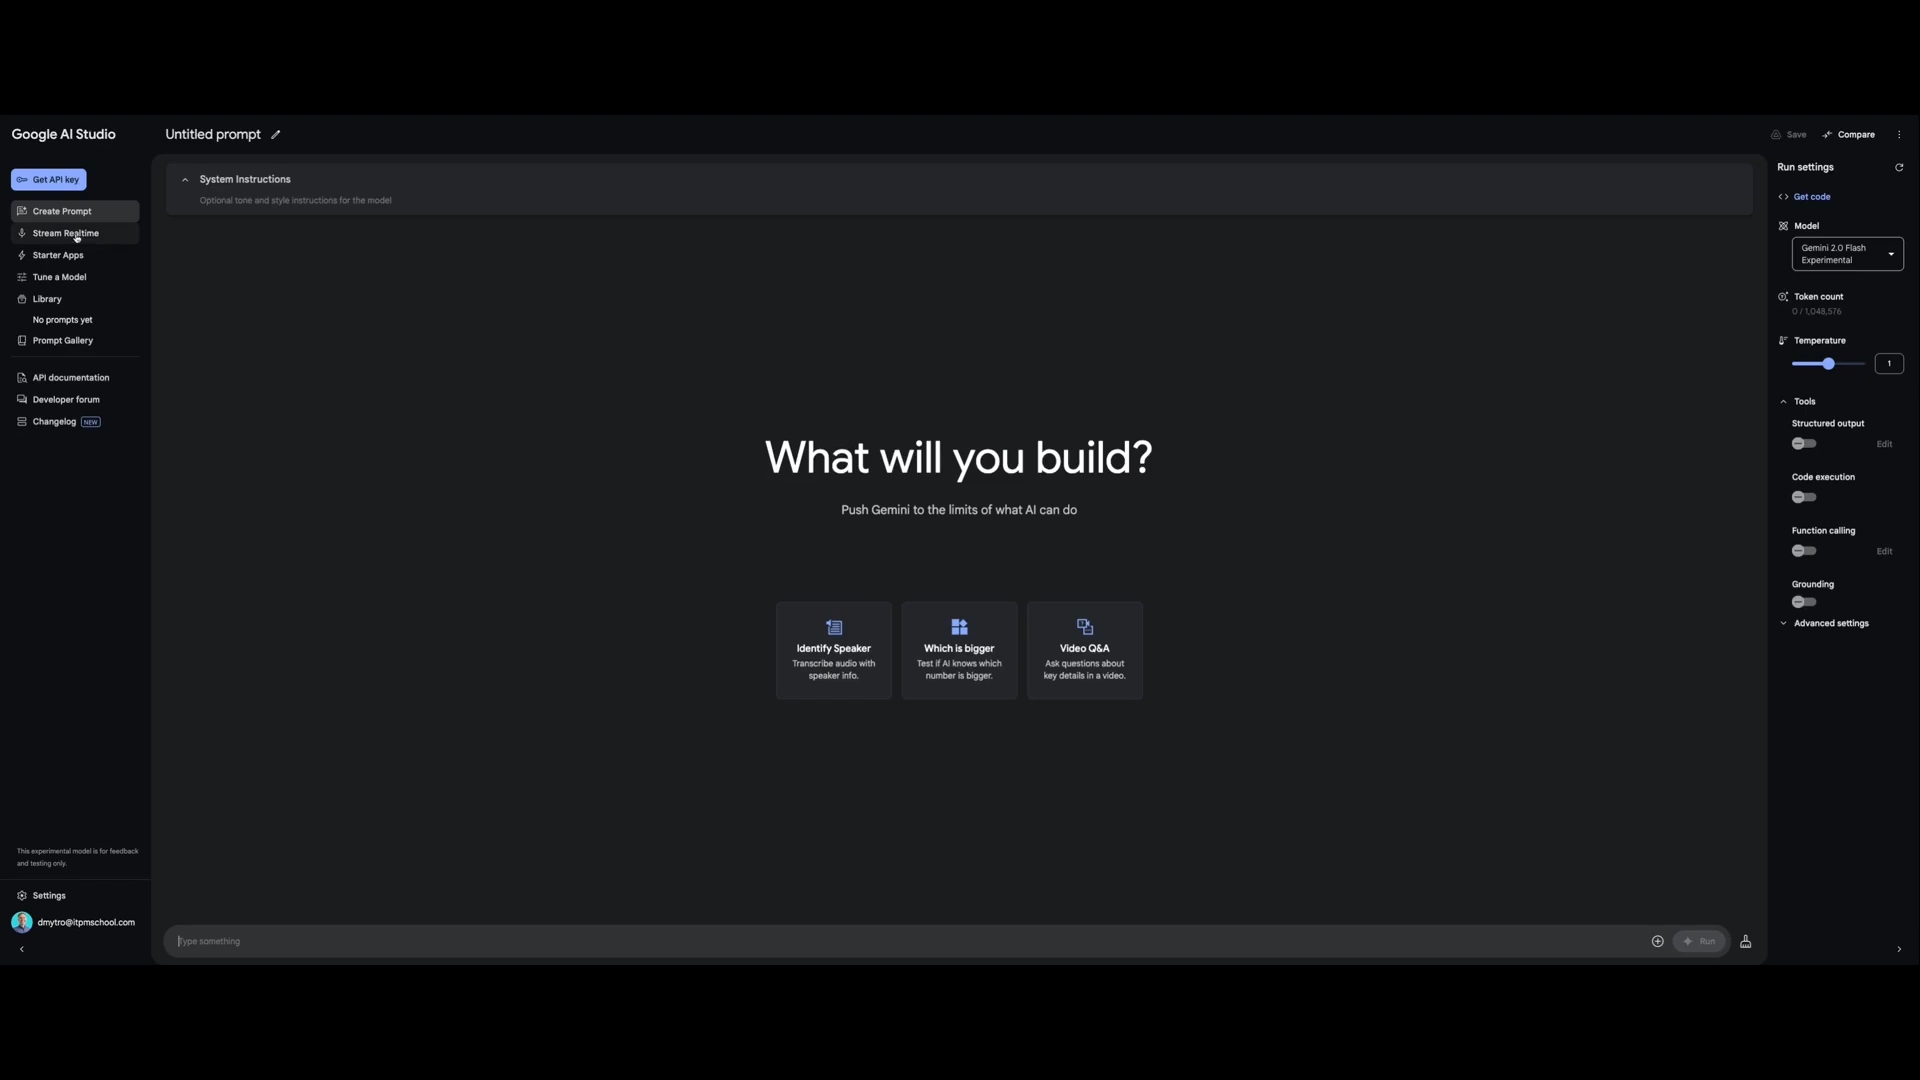 Google AI Studio
Untitled prompt
Save
Compare
Get API key
Create Prompt
Stream Realtime
Starter Apps
Tune a Model
Library
No prompts yet
Prompt Gallery
API documentation
Developer forum
Changelog NEW
This experimental model is for feedback
and testing only.
Settings
dmytro@itpmschool.com
System Instructions
Optional tone and style instructions for the model
What will you build?
Push Gemini to the limits of what AI can do
Identify Speaker
Transcribe audio with
speaker info.
Which is bigger
Test if AI knows which
number is bigger.
Video Q&A
Ask questions about
key details in a video.
Type something
Run
Run settings
Get code
Model
Gemini 2.0 Flash
Experimental
Token count
0 / 1,048,576
Temperature
1
Tools
Structured output
Edit
Code execution
Function calling
Edit
Grounding
Advanced settings